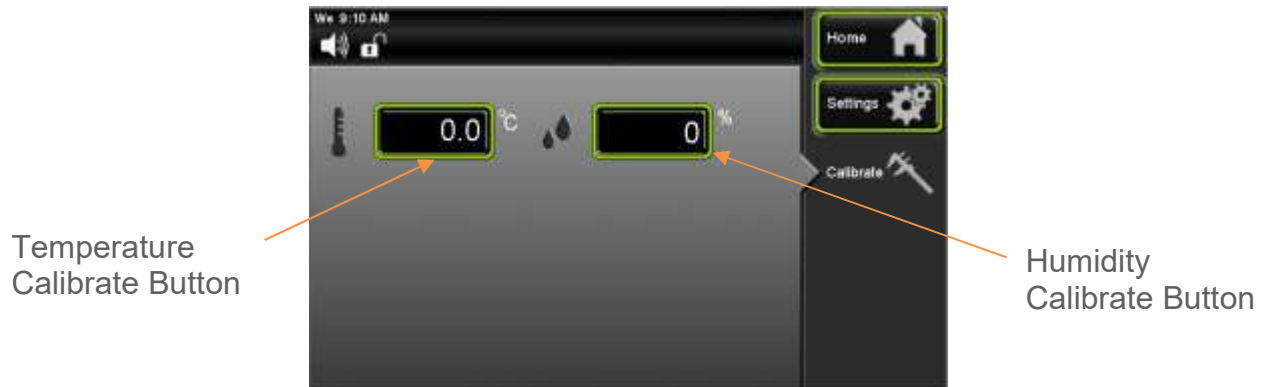 We 9:10 AM
Home
Settings
0.0 °C
0 %
Calibrate
Temperature
Calibrate Button
Humidity
Calibrate Button